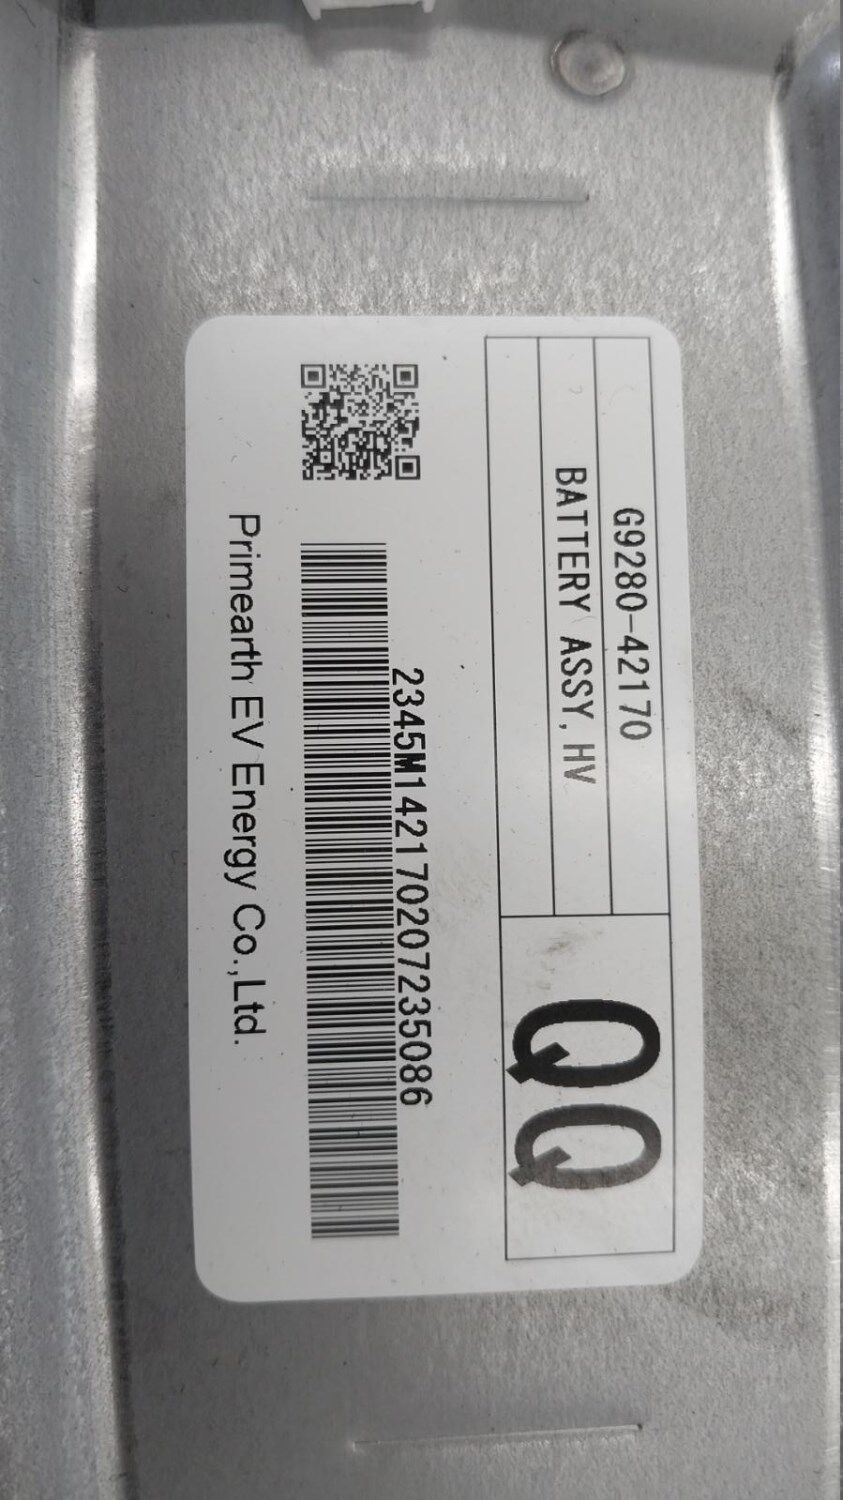 G9280-42170
BATTERY ASSY, HV
QQ
2345M142170207235086
Primearth EV Energy Co.,Ltd.